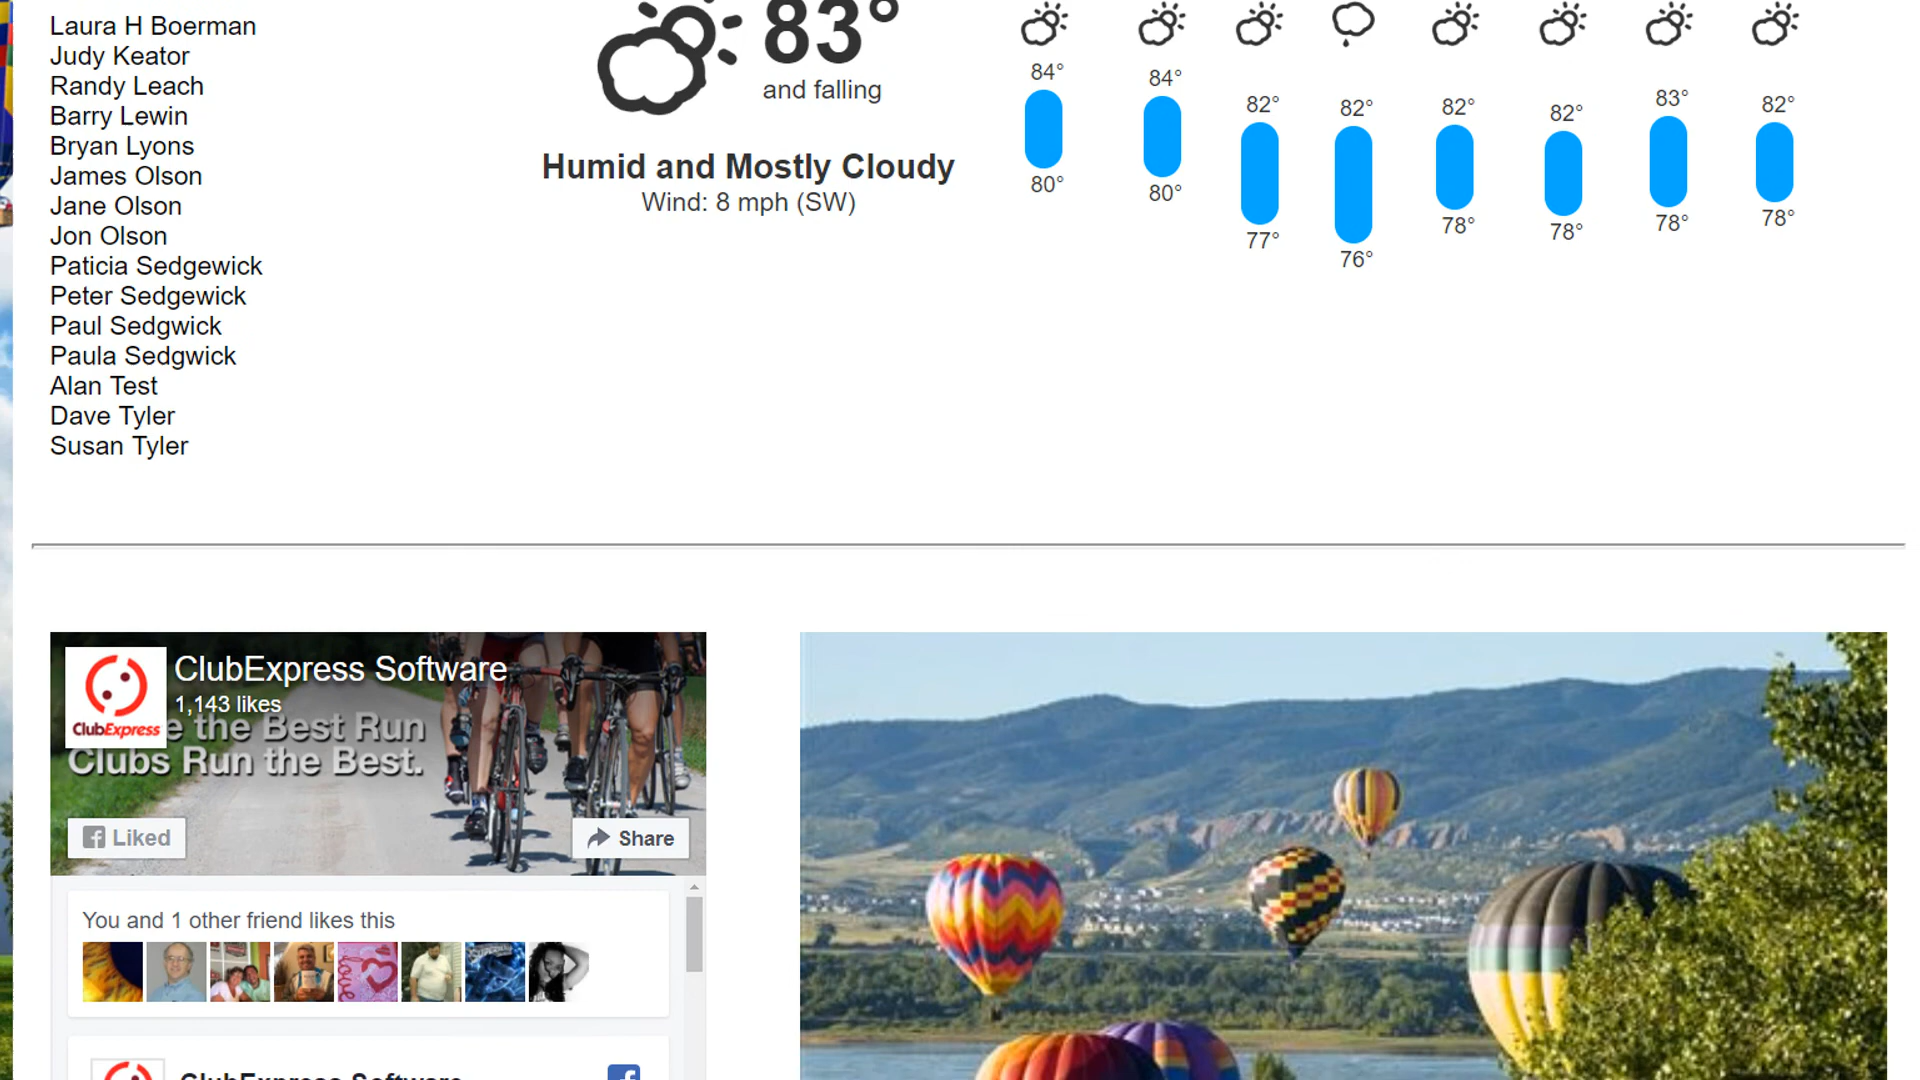 Laura H Boerman
Judy Keator
Randy Leach
Barry Lewin
Bryan Lyons
James Olson
Jane Olson
Jon Olson
Paticia Sedgewick
Peter Sedgewick
Paul Sedgwick
Paula Sedgwick
Alan Test
Dave Tyler
Susan Tyler
83°
and falling
Humid and Mostly Cloudy
Wind: 8 mph (SW)
84° 84° 82° 82° 82° 82° 83° 82°
80° 80° 77° 76° 78° 78° 78° 78°
ClubExpress Software
1,143 likes
ClubExpress
the Best Run
Clubs Run the Best.
Liked
Share
You and 1 other friend likes this
love
ClubExpress Software